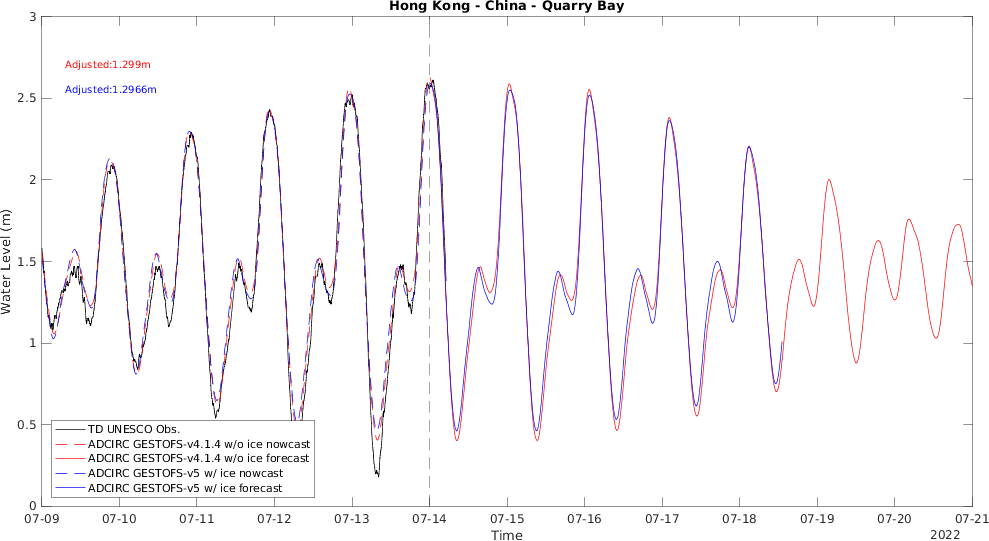 Hong Kong - China - Quarry Bay
Adjusted:1.299m
Adjusted:1.2966m
Water Level (m)
3
2.5
2
1.5
1
0.5
0
TD UNESCO Obs.
ADCIRC GESTOFS-v4.1.4 w/o ice nowcast
ADCIRC GESTOFS-v4.1.4 w/o ice forecast
ADCIRC GESTOFS-v5 w/ ice nowcast
ADCIRC GESTOFS-v5 w/ ice forecast
07-09 07-10 07-11 07-12 07-13 07-14 07-15 07-16 07-17 07-18 07-19 07-20 07-21
Time
2022